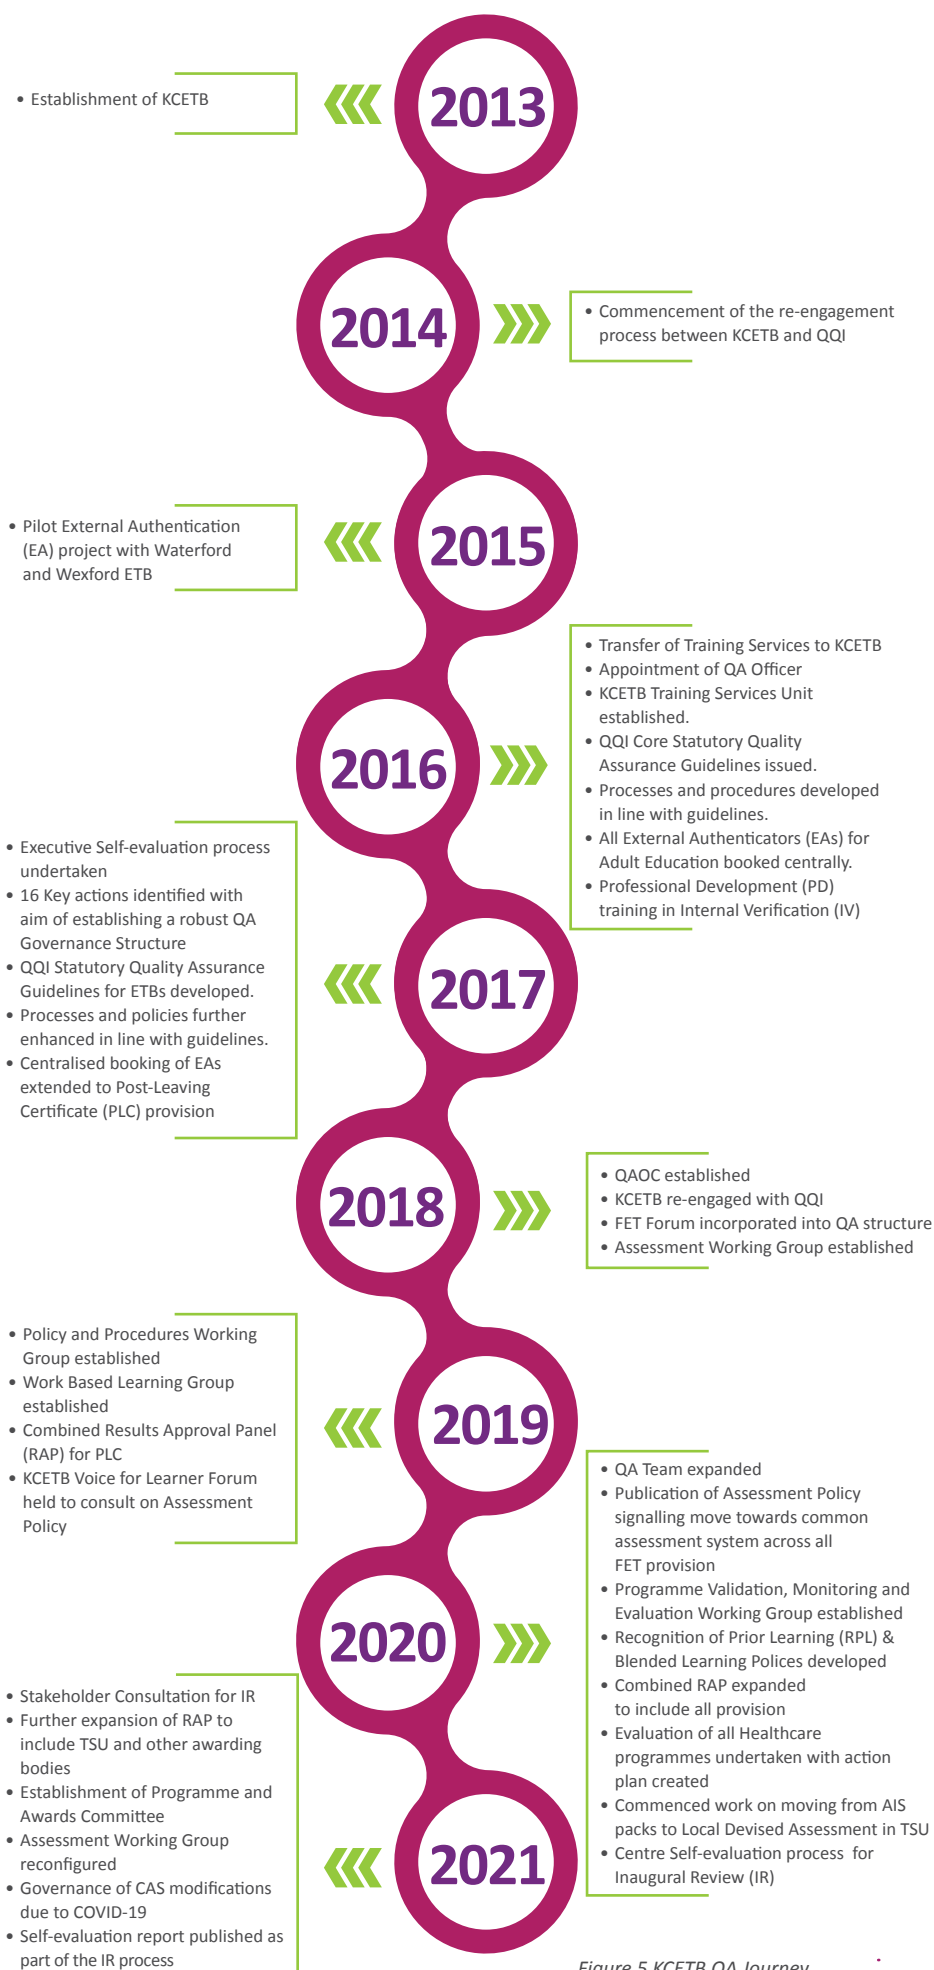 2013
• Establishment of KCETB
2014
• Commencement of the re-engagement
process between KCETB and QQI
2015
• Pilot External Authentication
(EA) project with Waterford
and Wexford ETB
2016
• Transfer of Training Services to KCETB
• Appointment of QA Officer
• KCETB Training Services Unit
established.
• QQI Core Statutory Quality
Assurance Guidelines issued.
• Processes and procedures developed
in line with guidelines.
• All External Authenticators (EAs) for
Adult Education booked centrally.
• Professional Development (PD)
training in Internal Verification (IV)
2017
• Executive Self-evaluation process
undertaken
• 16 Key actions identified with
aim of establishing a robust QA
Governance Structure
• QQI Statutory Quality Assurance
Guidelines for ETBs developed.
• Processes and policies further
enhanced in line with guidelines.
• Centralised booking of EAs
extended to Post-Leaving
Certificate (PLC) provision
2018
• QAOC established
• KCETB re-engaged with QQI
• FET Forum incorporated into QA structure
• Assessment Working Group established
2019
• Policy and Procedures Working
Group established
• Work Based Learning Group
established
• Combined Results Approval Panel
(RAP) for PLC
• KCETB Voice for Learner Forum
held to consult on Assessment
Policy
2020
• QA Team expanded
• Publication of Assessment Policy
signalling move towards common
assessment system across all
FET provision
• Programme Validation, Monitoring and
Evaluation Working Group established
• Recognition of Prior Learning (RPL) &
Blended Learning Polices developed
• Combined RAP expanded
to include all provision
• Evaluation of all Healthcare
programmes undertaken with action
plan created
• Commenced work on moving from AIS
packs to Local Devised Assessment in TSU
• Centre Self-evaluation process for
Inaugural Review (IR)
2021
• Stakeholder Consultation for IR
• Further expansion of RAP to
include TSU and other awarding
bodies
• Establishment of Programme and
Awards Committee
• Assessment Working Group
reconfigured
• Governance of CAS modifications
due to COVID-19
• Self-evaluation report published as
part of the IR process
Figure 5 KCETB QA Journey